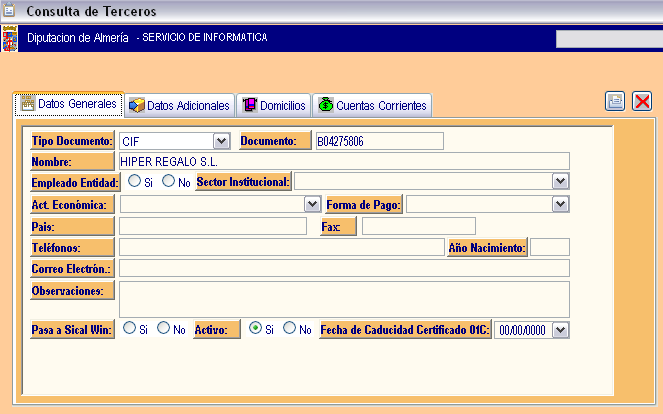 Consulta de Terceros
Diputacion de Almería - SERVICIO DE INFORMATICA
Datos Generales Datos Adicionales Domicilios Cuentas Corrientes
Tipo Documento: CIF Documento: B04275806
Nombre: HIPER REGALO S.L.
Empleado Entidad: Si No Sector Institucional:
Act. Económica: Forma de Pago:
Pais: Fax:
Teléfonos: Año Nacimiento:
Correo Electrón.:
Observaciones:
Pasa a Sical Win: Si No Activo: Si No Fecha de Caducidad Certificado 01C: 00/00/0000